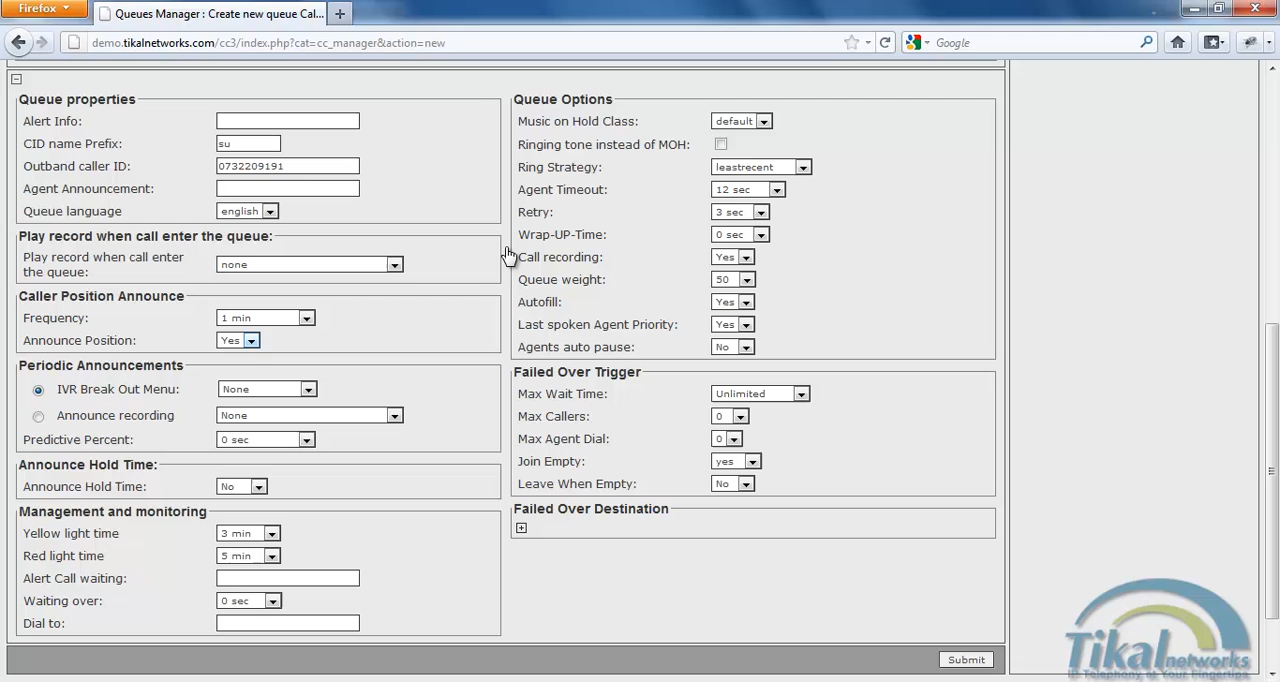 Firefox
Queues Manager : Create new queue Cal...
demo.tikalnetworks.com/cc3/index.php?cat=cc_manager&action=new
Google
Queue properties
Alert Info:
CID name Prefix: su
Outband caller ID: 0732209191
Agent Announcement:
Queue language english
Play record when call enter the queue:
Play record when call enter
the queue: none
Caller Position Announce
Frequency: 1 min
Announce Position: Yes
Periodic Announcements
IVR Break Out Menu: None
Announce recording None
Predictive Percent: 0 sec
Announce Hold Time:
Announce Hold Time: No
Management and monitoring
Yellow light time 3 min
Red light time 5 min
Alert Call waiting:
Waiting over: 0 sec
Dial to:
Queue Options
Music on Hold Class: default
Ringing tone instead of MOH:
Ring Strategy: leastrecent
Agent Timeout: 12 sec
Retry: 3 sec
Wrap-UP-Time: 0 sec
Call recording: Yes
Queue weight: 50
Autofill: Yes
Last spoken Agent Priority: Yes
Agents auto pause: No
Failed Over Trigger
Max Wait Time: Unlimited
Max Callers: 0
Max Agent Dial: 0
Join Empty: yes
Leave When Empty: No
Failed Over Destination
Submit
Tikal networks
IP Telephony at Your Fingertips